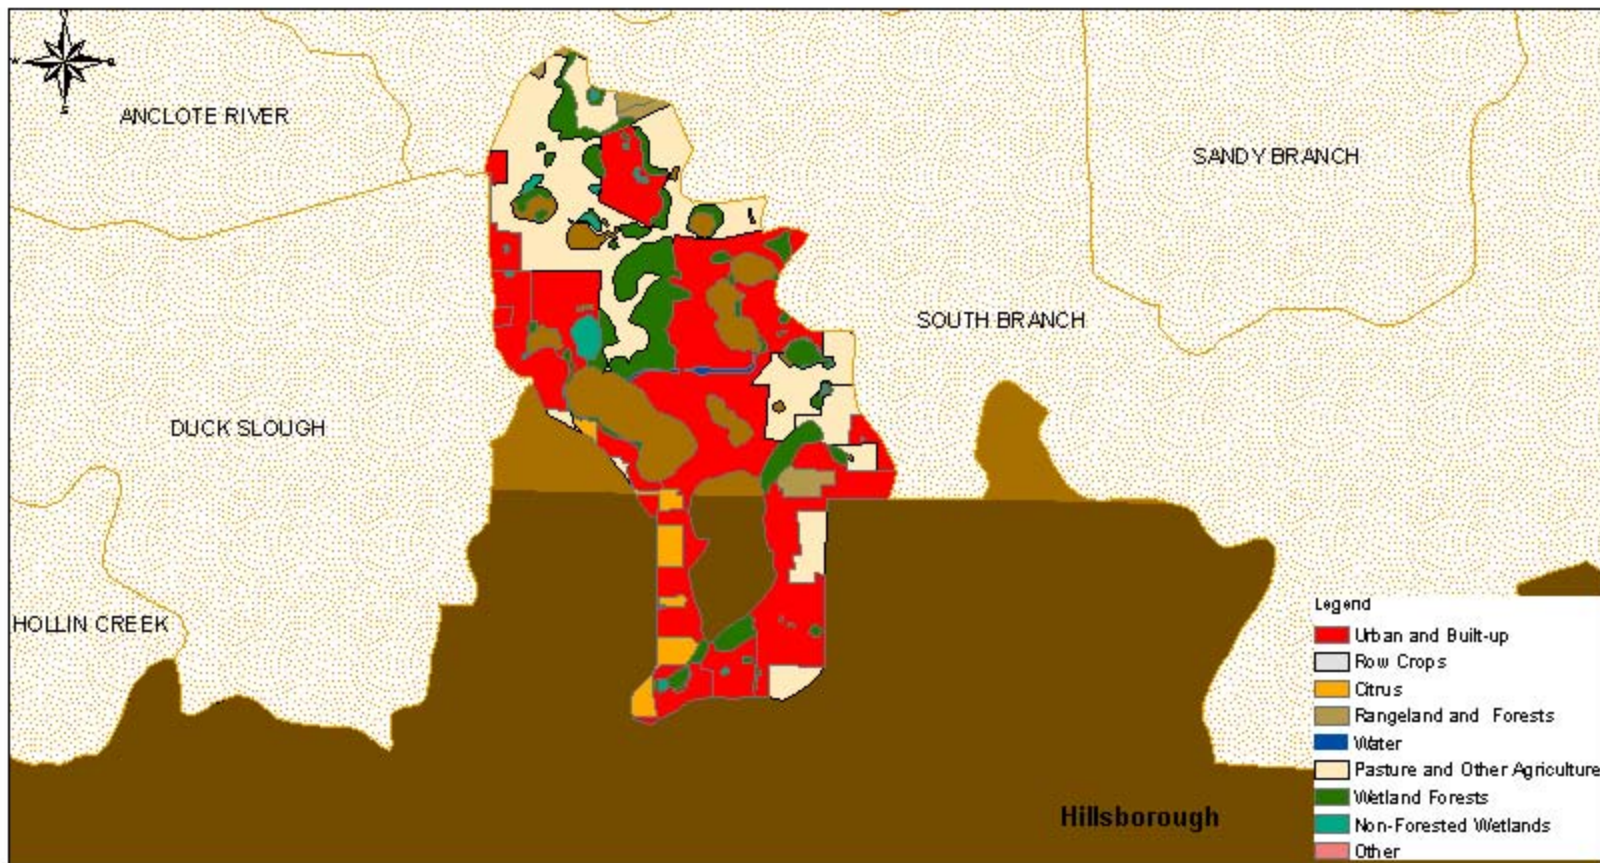 ANCLOTE RIVER
SANDY BRANCH
SOUTH BRANCH
DUCK SLOUGH
HOLLIN CREEK
Hillsborough
Legend
Urban and Built-up
Row Crops
Citrus
Rangeland and Forests
Water
Pasture and Other Agriculture
Wetland Forests
Non-Forested Wetlands
Other